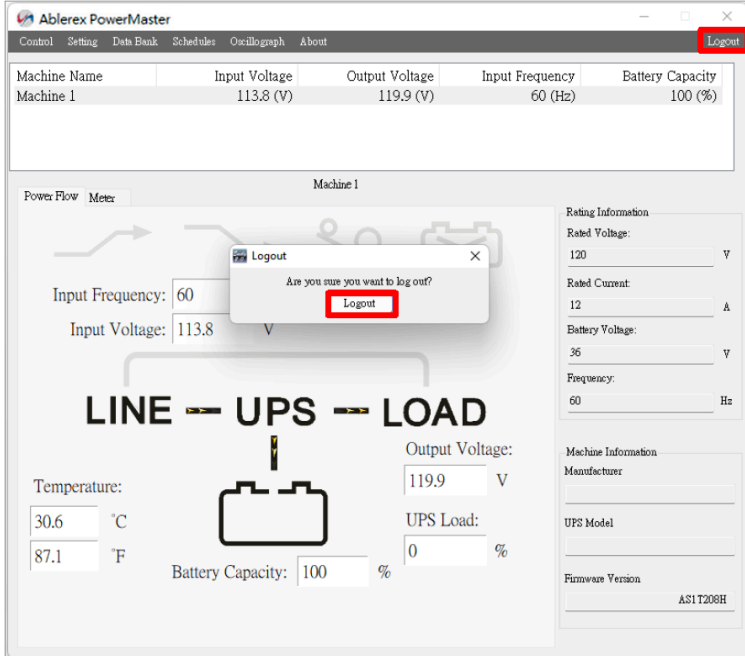 Ablerex PowerMaster
Control Setting Data Bank Schedules Oscillograph About Logout
Machine Name Input Voltage Output Voltage Input Frequency Battery Capacity
Machine 1 113.8 (V) 119.9 (V) 60 (Hz) 100 (%)
Machine 1
Power Flow Meter
Logout
Are you sure you want to log out?
Logout
Input Frequency: 60
Input Voltage: 113.8 V
LINE UPS LOAD
Output Voltage:
119.9 V
Temperature:
30.6 °C
87.1 °F
UPS Load:
0 %
Battery Capacity: 100 %
Rating Information
Rated Voltage:
120 V
Rated Current:
12 A
Battery Voltage:
36 V
Frequency:
60 Hz
Machine Information
Manufacturer
UPS Model
Firmware Version
AS1T208H